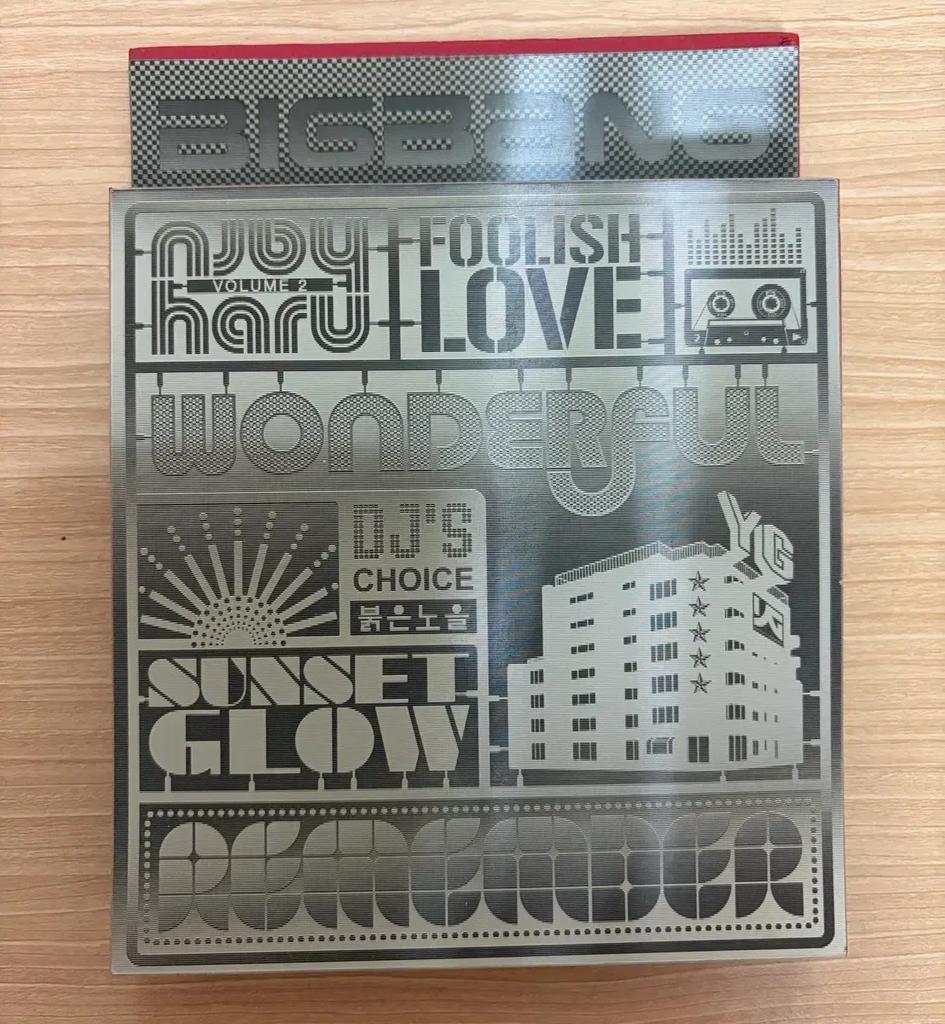 BIGBANG
haru
VOLUME 2
haru
FOOLISH
LOVE
WONDERFUL
DJ'S
CHOICE
붉은노을
YG
SUNSET
GLOW
REMEMBER